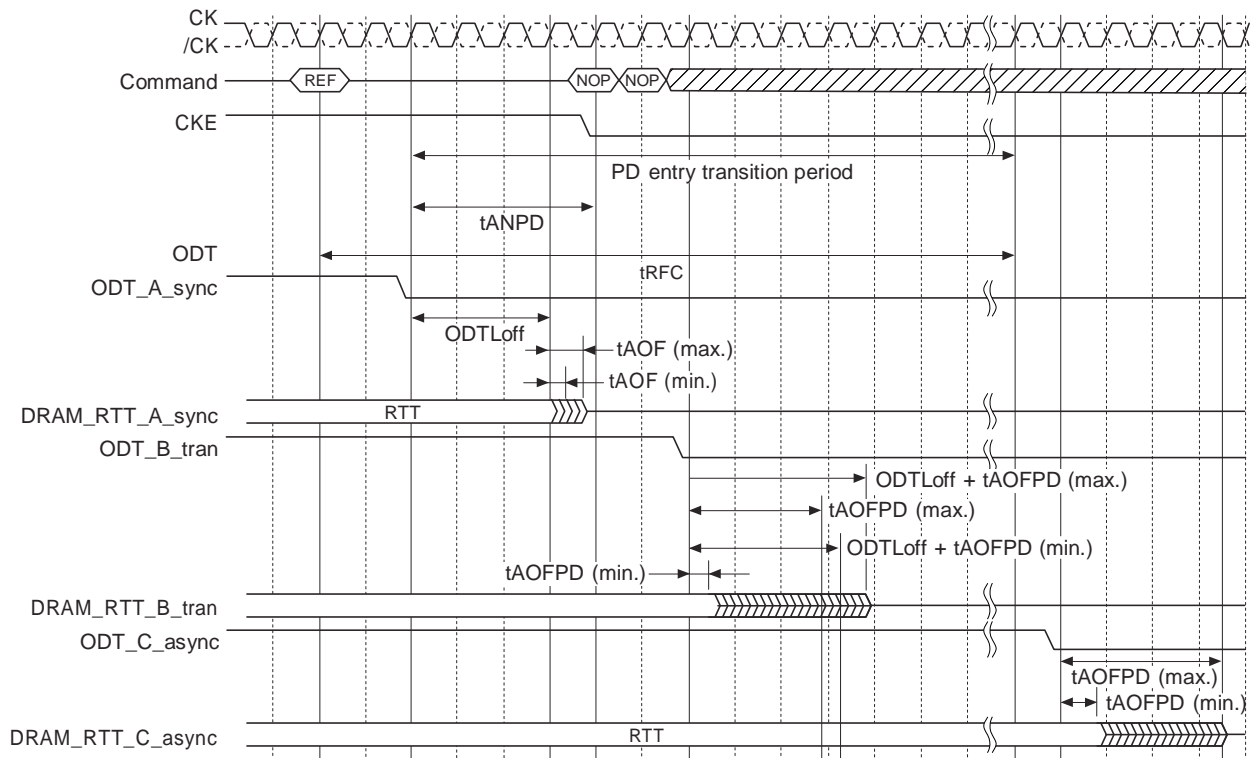 CK
/CK
Command
REF
NOP
NOP
CKE
PD entry transition period
tANPD
ODT
tRFC
ODT_A_sync
ODTLoff
tAOF (max.)
tAOF (min.)
DRAM_RTT_A_sync
RTT
ODT_B_tran
ODTLoff + tAOFPD (max.)
tAOFPD (max.)
ODTLoff + tAOFPD (min.)
tAOFPD (min.)
DRAM_RTT_B_tran
ODT_C_async
tAOFPD (max.)
tAOFPD (min.)
DRAM_RTT_C_async
RTT